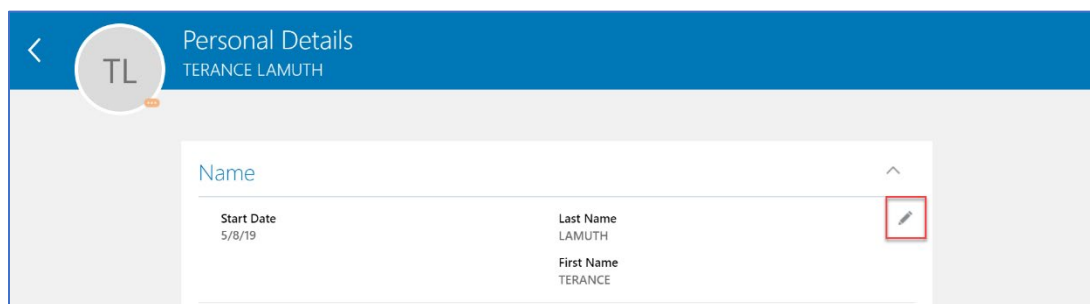 TL
Personal Details
TERANCE LAMUTH
Name
Start Date
5/8/19
Last Name
LAMUTH
First Name
TERANCE